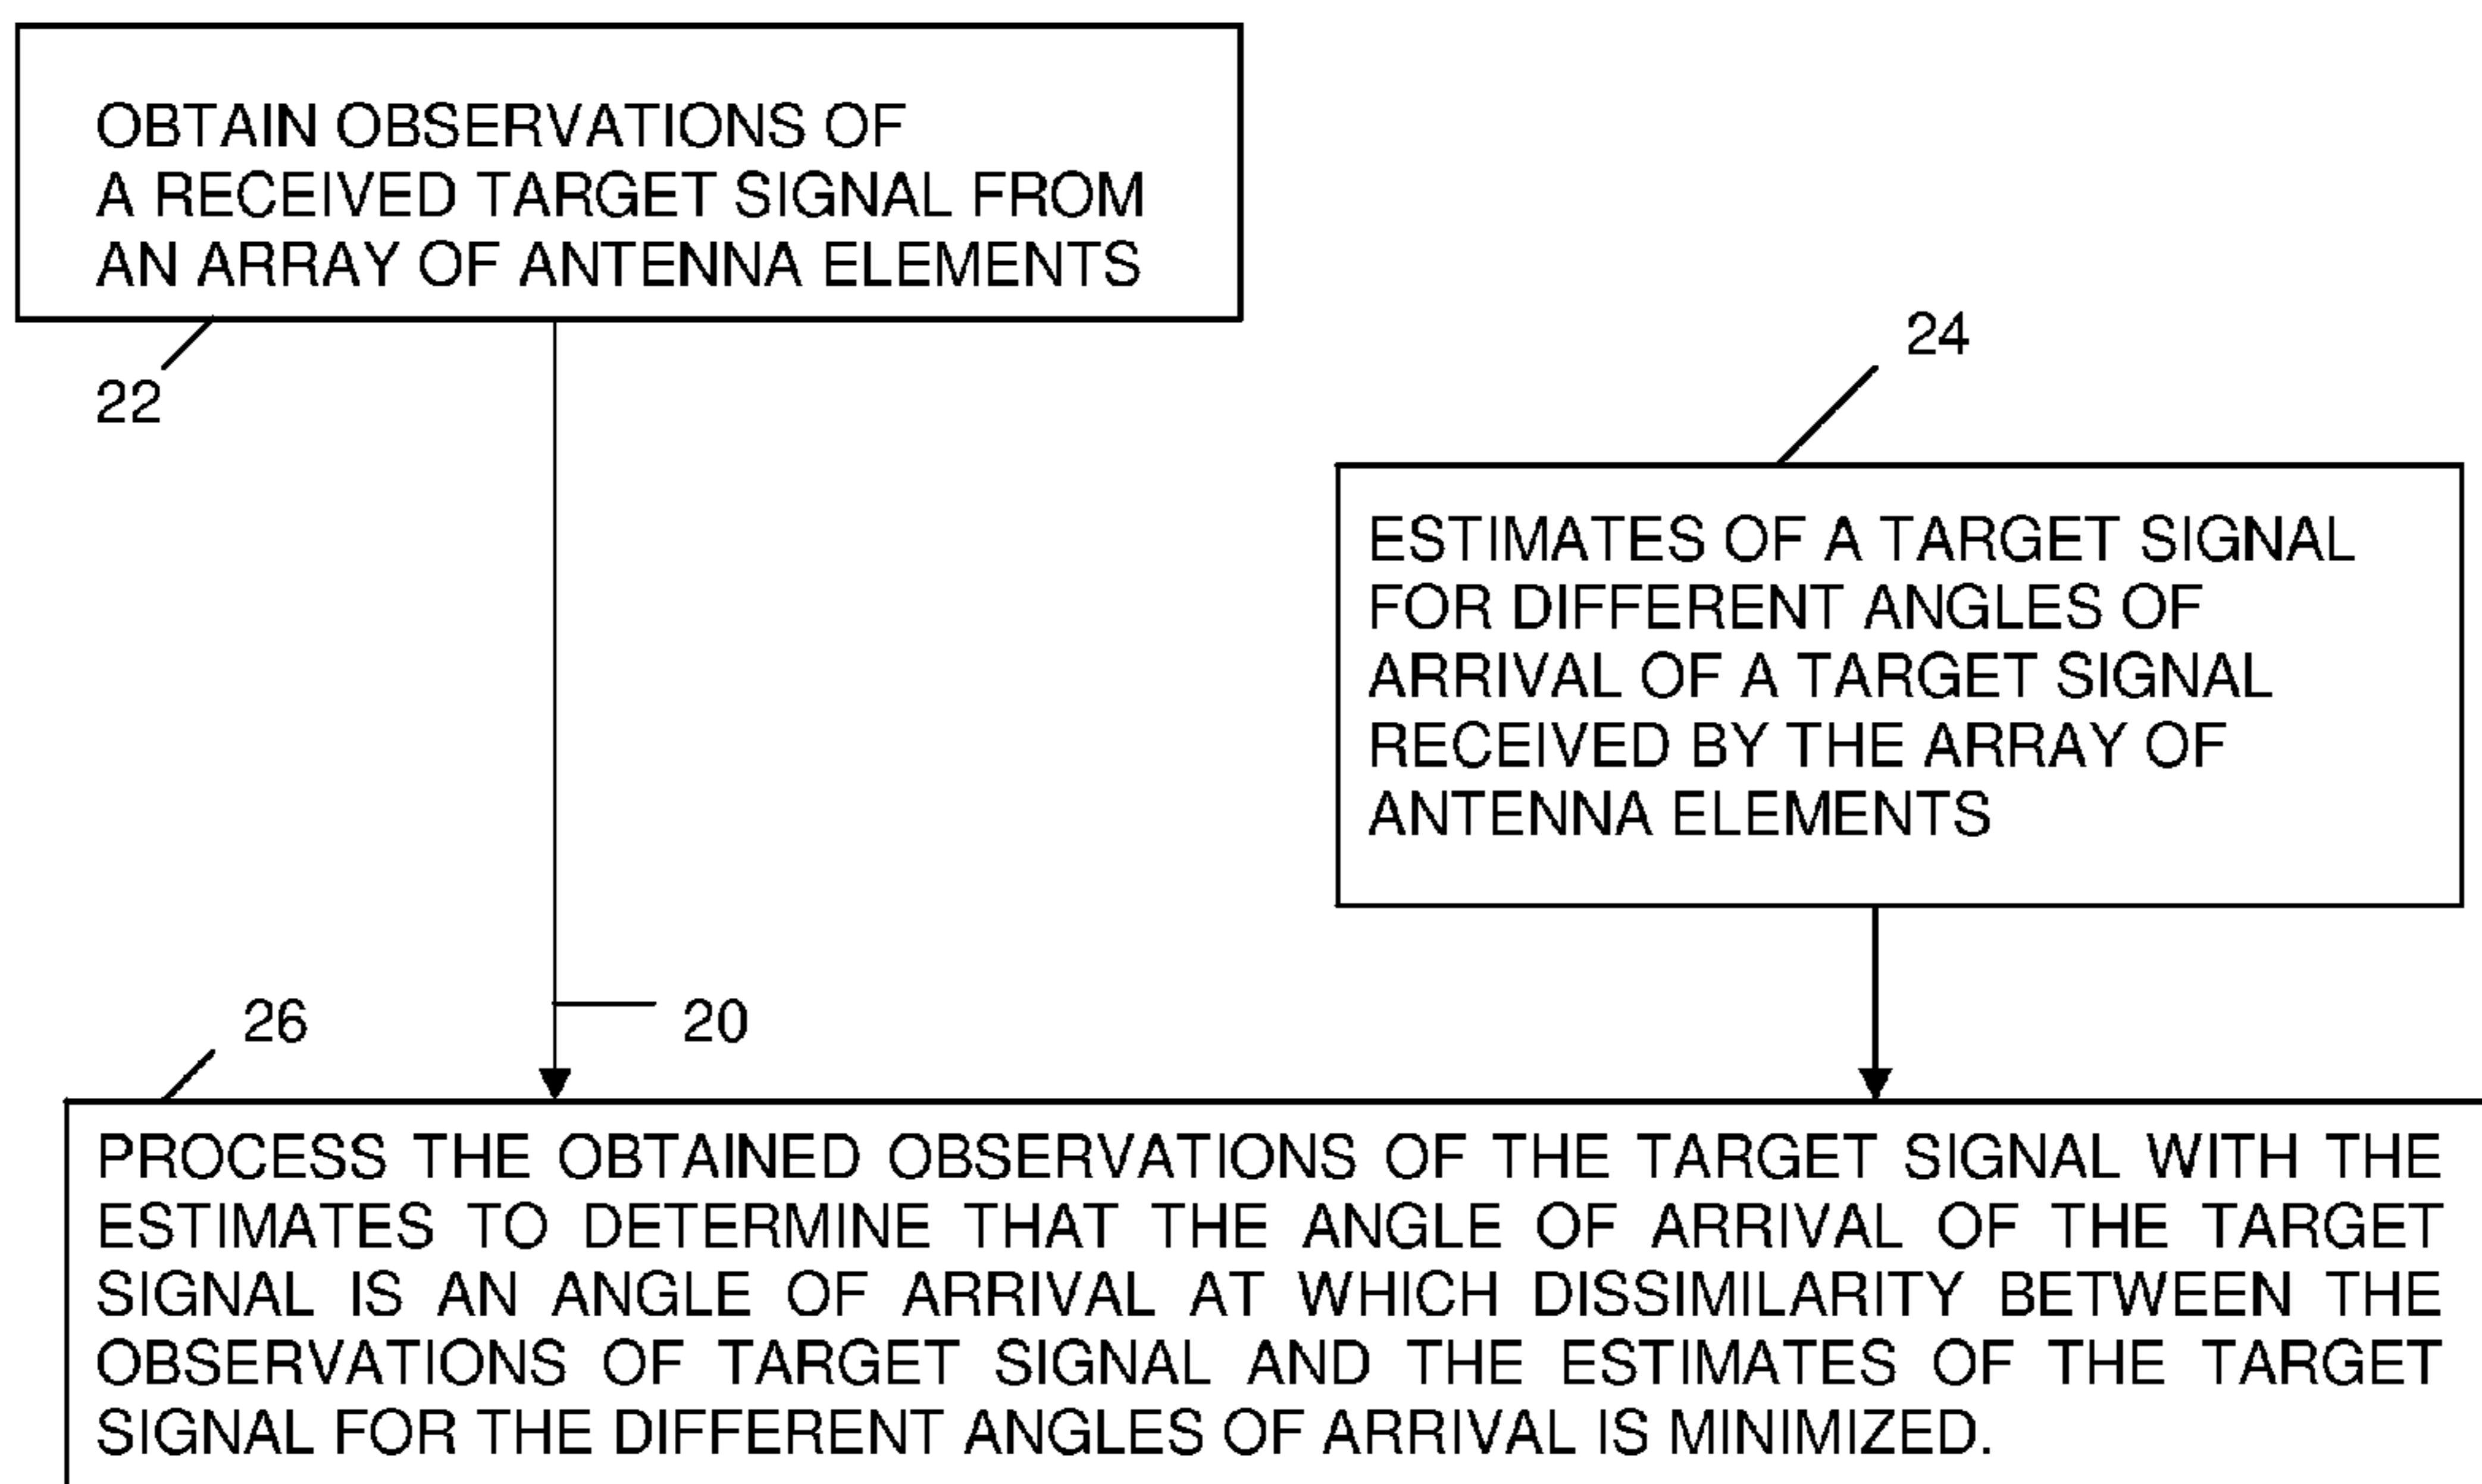 OBTAIN OBSERVATIONS OF
A RECEIVED TARGET SIGNAL FROM
AN ARRAY OF ANTENNA ELEMENTS
22
24
ESTIMATES OF A TARGET SIGNAL
FOR DIFFERENT ANGLES OF
ARRIVAL OF A TARGET SIGNAL
RECEIVED BY THE ARRAY OF
ANTENNA ELEMENTS
26
20
PROCESS THE OBTAINED OBSERVATIONS OF THE TARGET SIGNAL WITH THE
ESTIMATES TO DETERMINE THAT THE ANGLE OF ARRIVAL OF THE TARGET
SIGNAL IS AN ANGLE OF ARRIVAL AT WHICH DISSIMILARITY BETWEEN THE
OBSERVATIONS OF TARGET SIGNAL AND THE ESTIMATES OF THE TARGET
SIGNAL FOR THE DIFFERENT ANGLES OF ARRIVAL IS MINIMIZED.